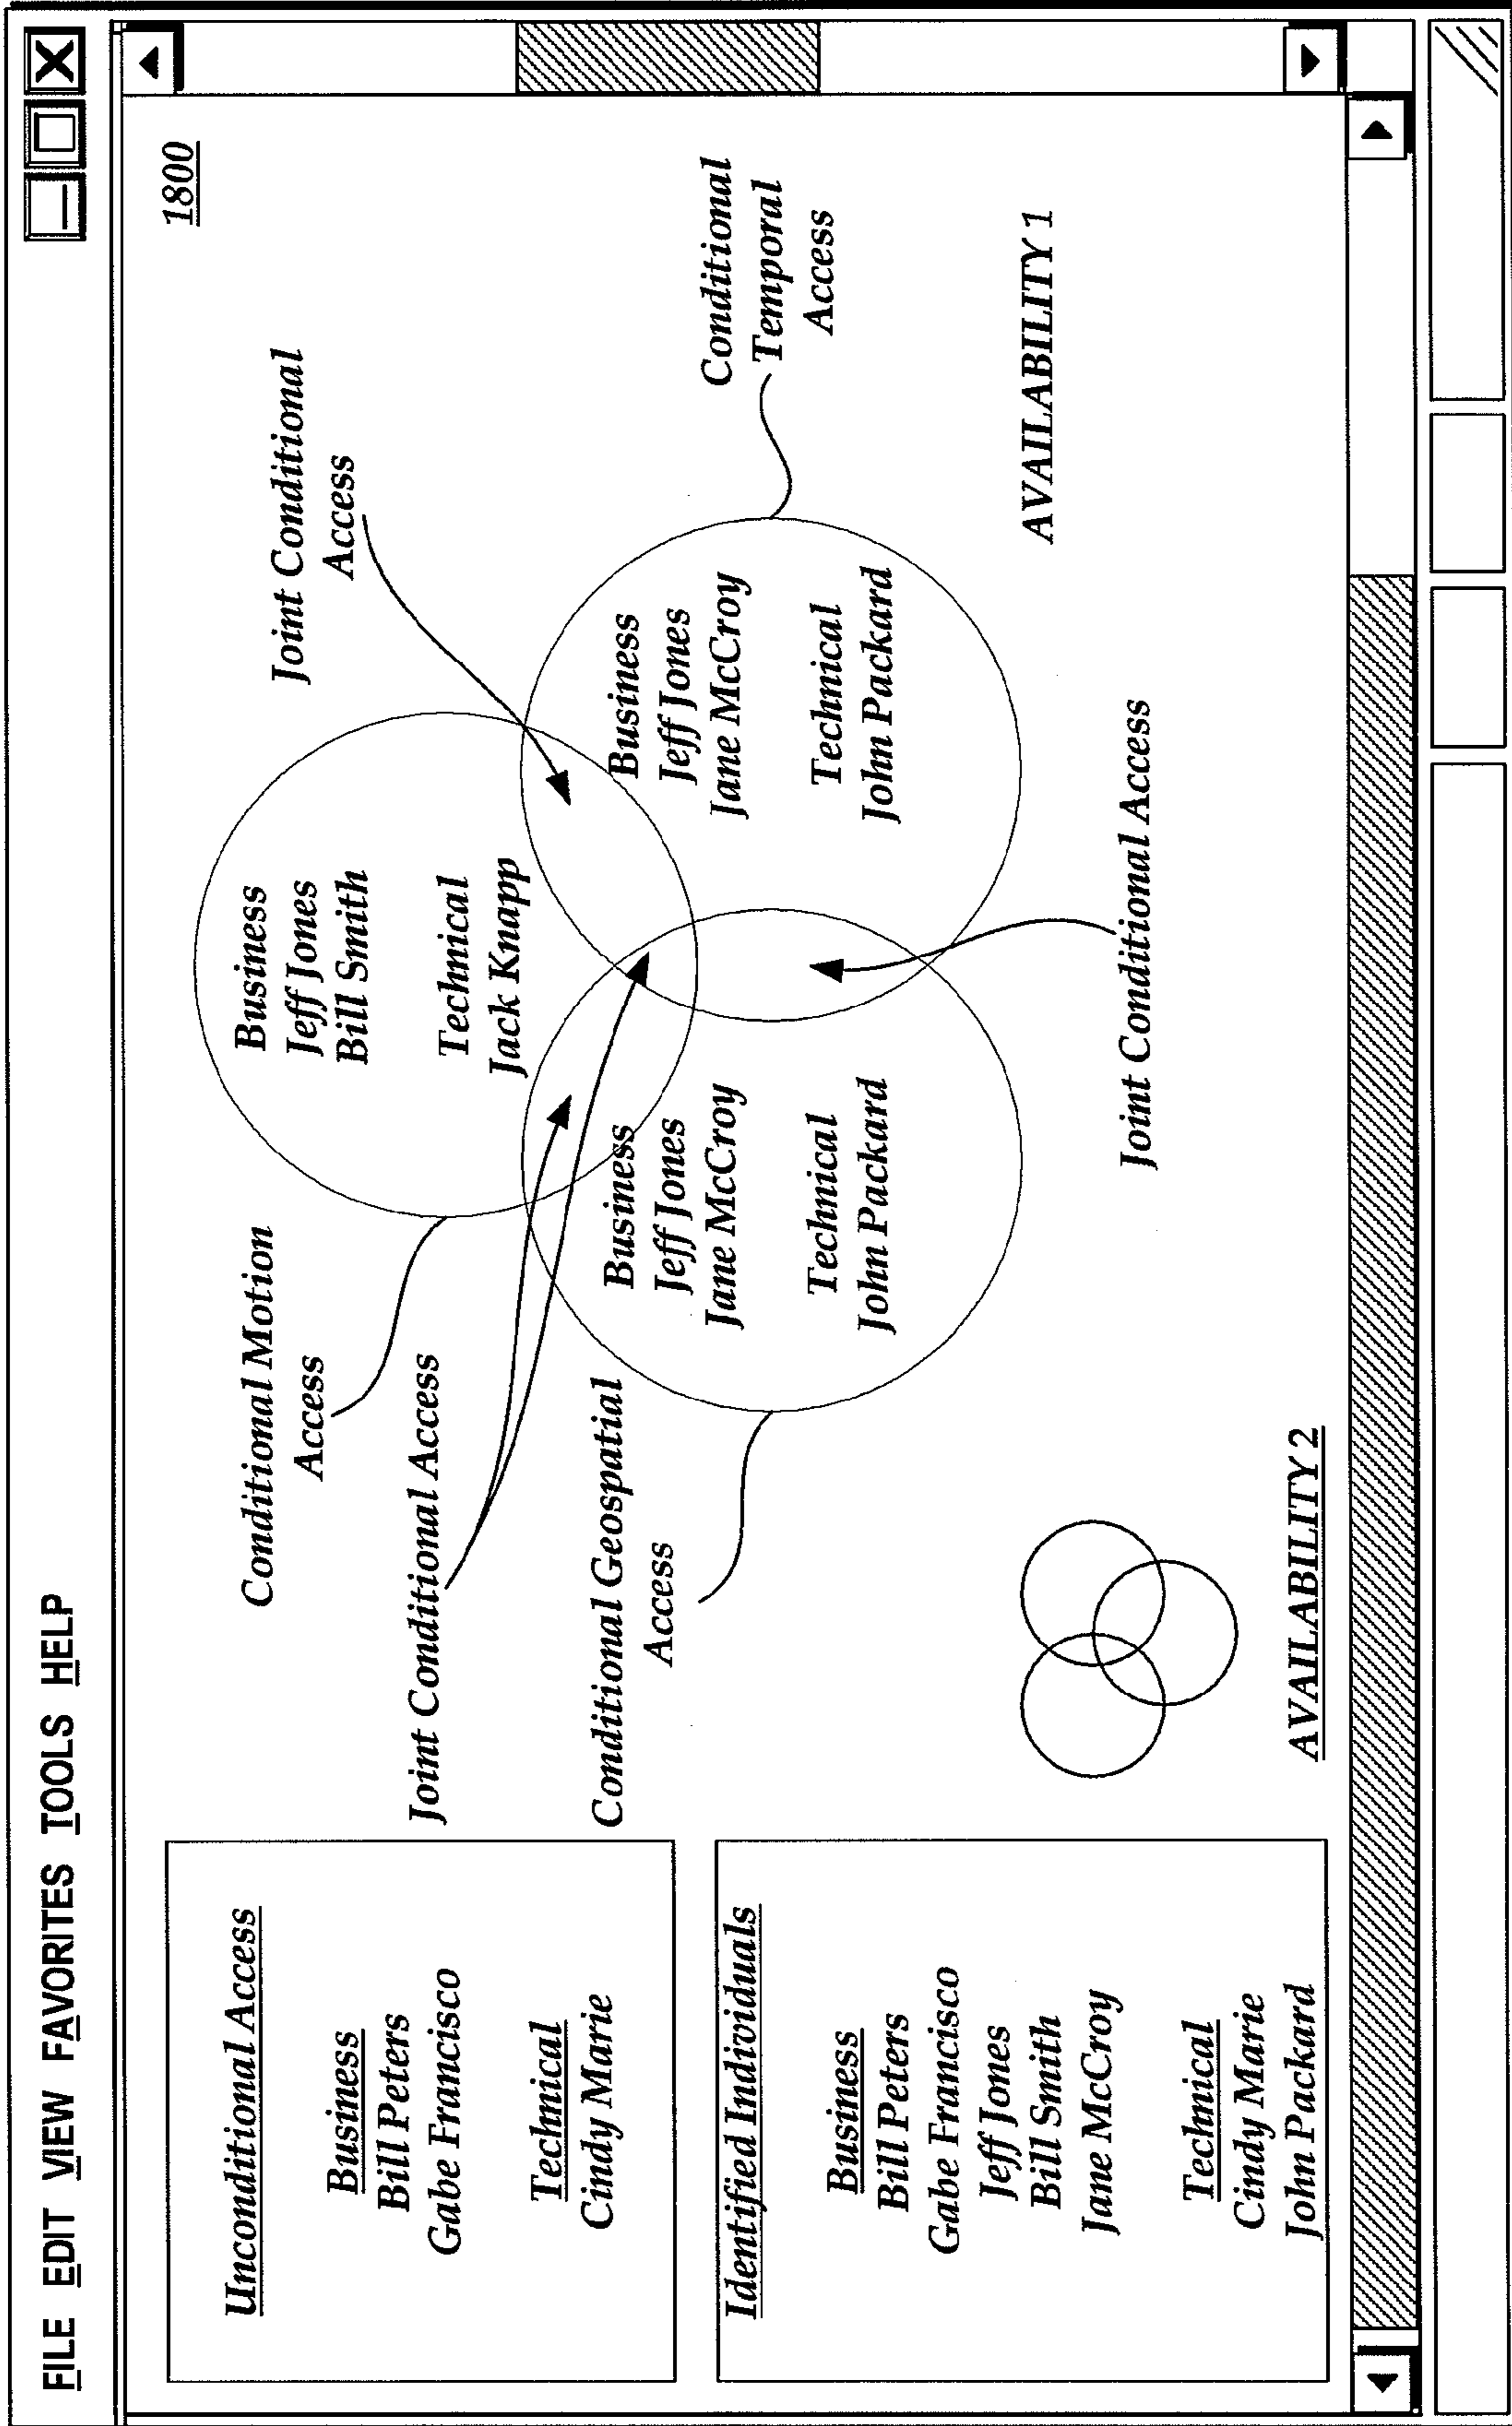 FILE EDIT VIEW FAVORITES TOOLS HELP
1800
Unconditional Access
Business
Bill Peters
Gabe Francisco
Technical
Cindy Marie
Identified Individuals
Business
Bill Peters
Gabe Francisco
Jeff Jones
Bill Smith
Jane McCroy
Technical
Cindy Marie
John Packard
Conditional Motion
Access
Joint Conditional Access
Conditional Geospatial
Access
Business
Jeff Jones
Bill Smith
Technical
Jack Knapp
Business
Jeff Jones
Jane McCroy
Technical
John Packard
Business
Jeff Jones
Jane McCroy
Technical
John Packard
Joint Conditional
Access
Conditional
Temporal
Access
Joint Conditional Access
AVAILABILITY 1
AVAILABILITY 2